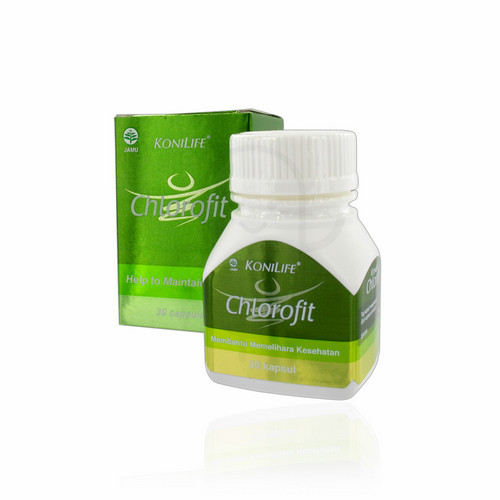 JAMU
KONILIFE®
Chlorofit
Help to Maintain
30 capsul
KONILIFE®
Chlorofit
Membantu Memelihara Kesehatan
30 kapsul